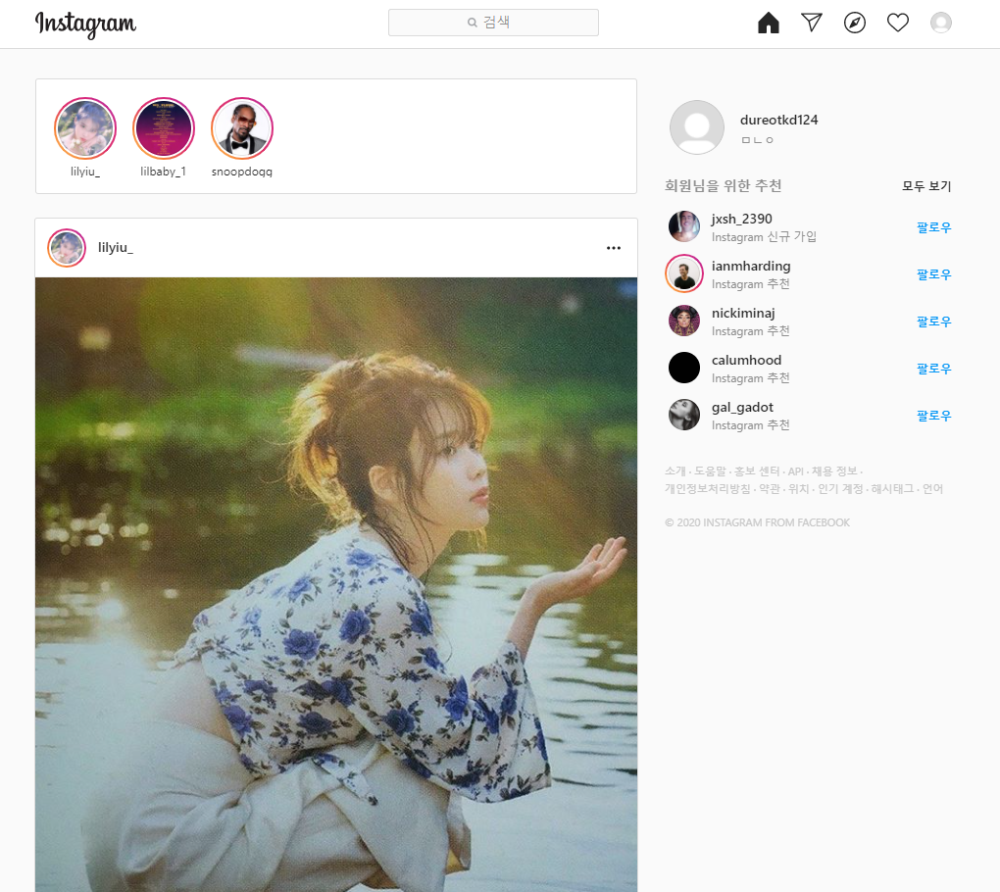 Instagram
검색
lilyiu_
lilbaby_1
snoopdogg
lilyiu_
dureotkd124
ㅁㄴㅇ
회원님을 위한 추천 모두 보기
jxsh_2390
Instagram 신규 가입
팔로우
ianmharding
Instagram 추천
팔로우
nickiminaj
Instagram 추천
팔로우
calumhood
Instagram 추천
팔로우
gal_gadot
Instagram 추천
팔로우
소개 · 도움말 · 홍보 센터 · API · 채용 정보 ·
개인정보처리방침 · 약관 · 위치 · 인기 계정 · 해시태그 · 언어
© 2020 INSTAGRAM FROM FACEBOOK